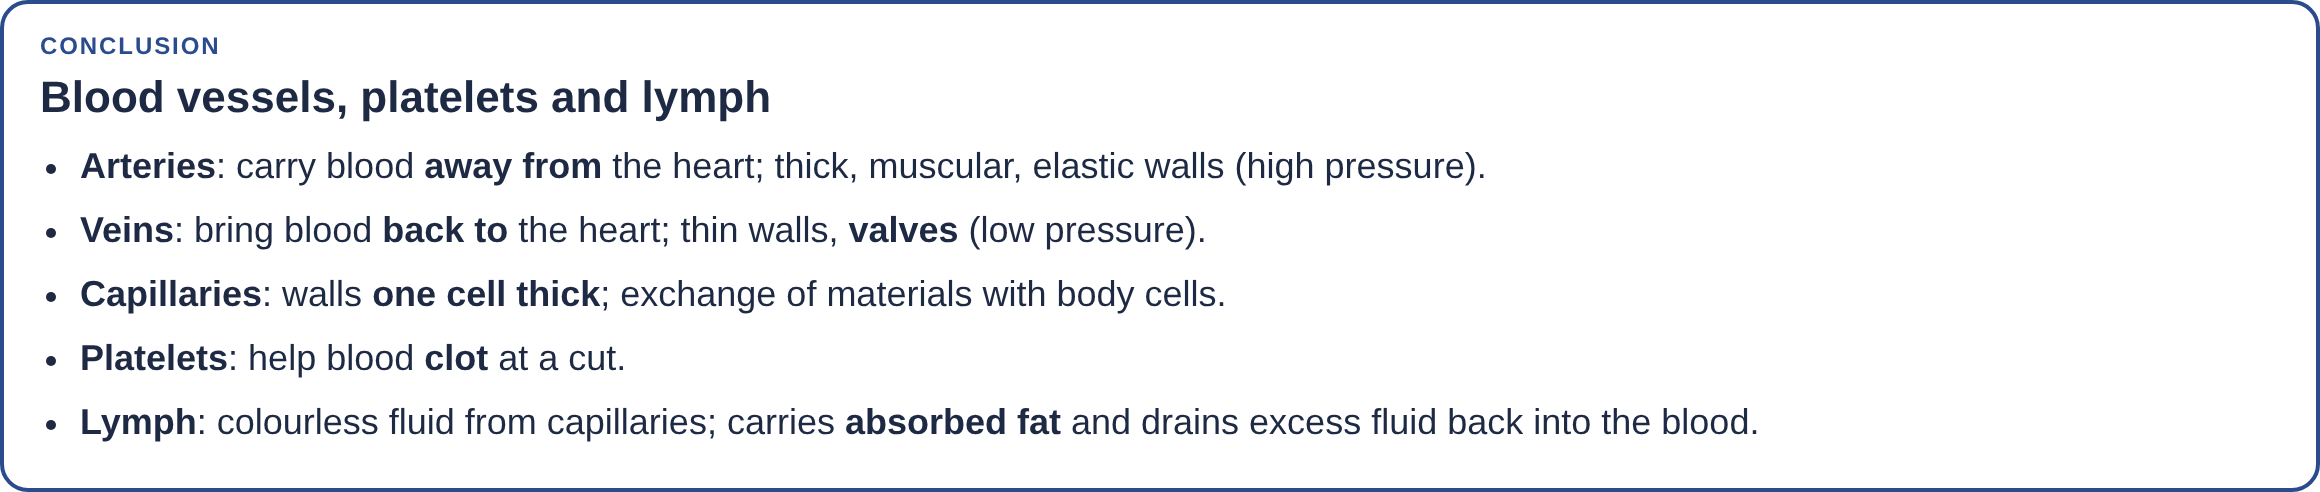 CONCLUSION
Blood vessels, platelets and lymph
• Arteries: carry blood away from the heart; thick, muscular, elastic walls (high pressure).
• Veins: bring blood back to the heart; thin walls, valves (low pressure).
• Capillaries: walls one cell thick; exchange of materials with body cells.
• Platelets: help blood clot at a cut.
• Lymph: colourless fluid from capillaries; carries absorbed fat and drains excess fluid back into the blood.